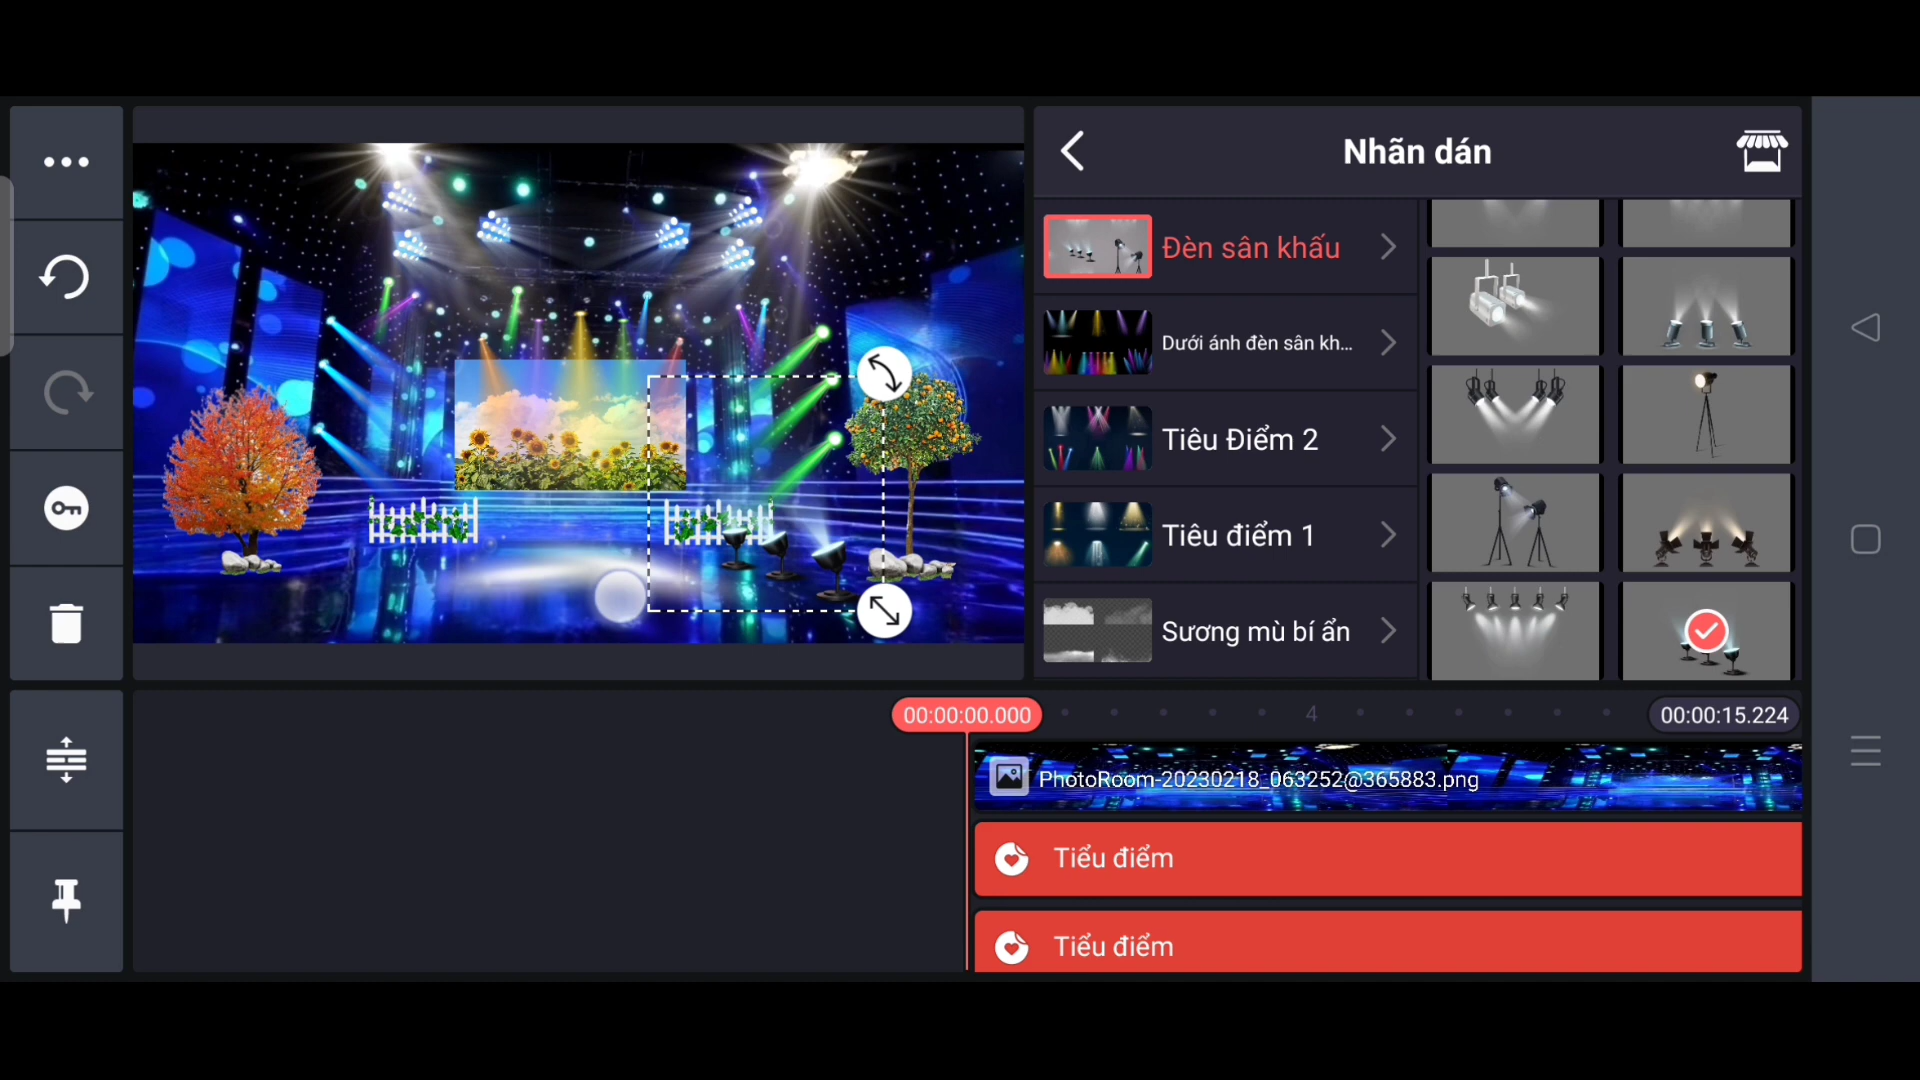 Nhãn dán
Đèn sân khấu
Dưới ánh đèn sân kh...
Tiêu Điểm 2
Tiêu điểm 1
Sương mù bí ẩn
00:00:00.000
4
00:00:15.224
PhotoRoom-20230218_063252@365883.png
Tiểu điểm
Tiểu điểm